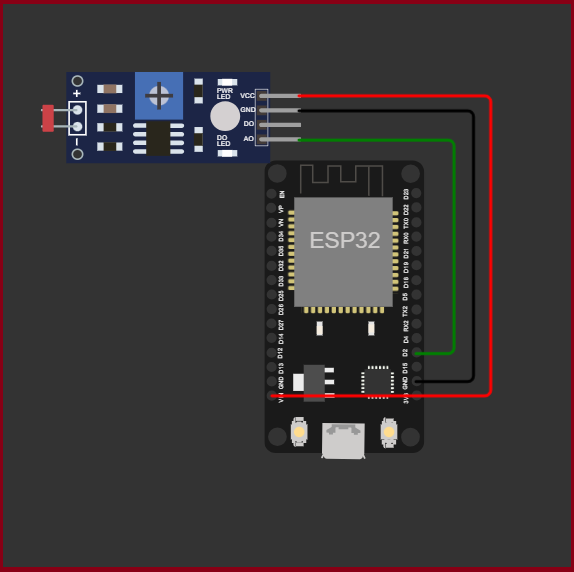 +
PWR
LED
VCC
GND
DO
AO
DO
LED
–
ESP32
EN
VP
VN
D34
D35
D32
D33
D25
D26
D27
D14
D12
D13
GND
D23
D22
TX0
RX0
D21
D19
D18
D5
TX2
RX2
D4
D2
D15
GND
3V3